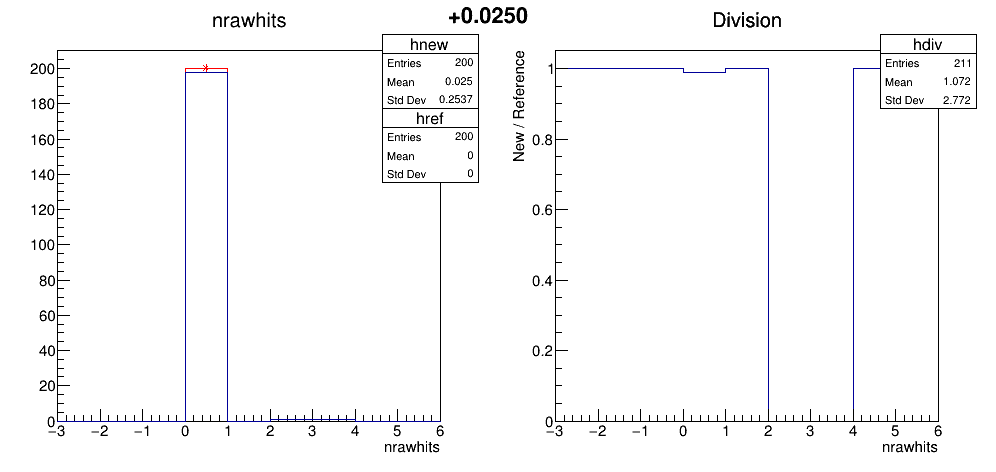 +0.0250
nrawhits
hnew
Entries 200
Mean 0.025
Std Dev 0.2537
href
Entries 200
Mean 0
Std Dev 0
200
180
160
140
120
100
80
60
40
20
0
−3 −2 −1 0 1 2 3 4 5 6
nrawhits
Division
hdiv
Entries 211
Mean 1.072
Std Dev 2.772
New / Reference
1
0.8
0.6
0.4
0.2
0
−3 −2 −1 0 1 2 3 4 5 6
nrawhits